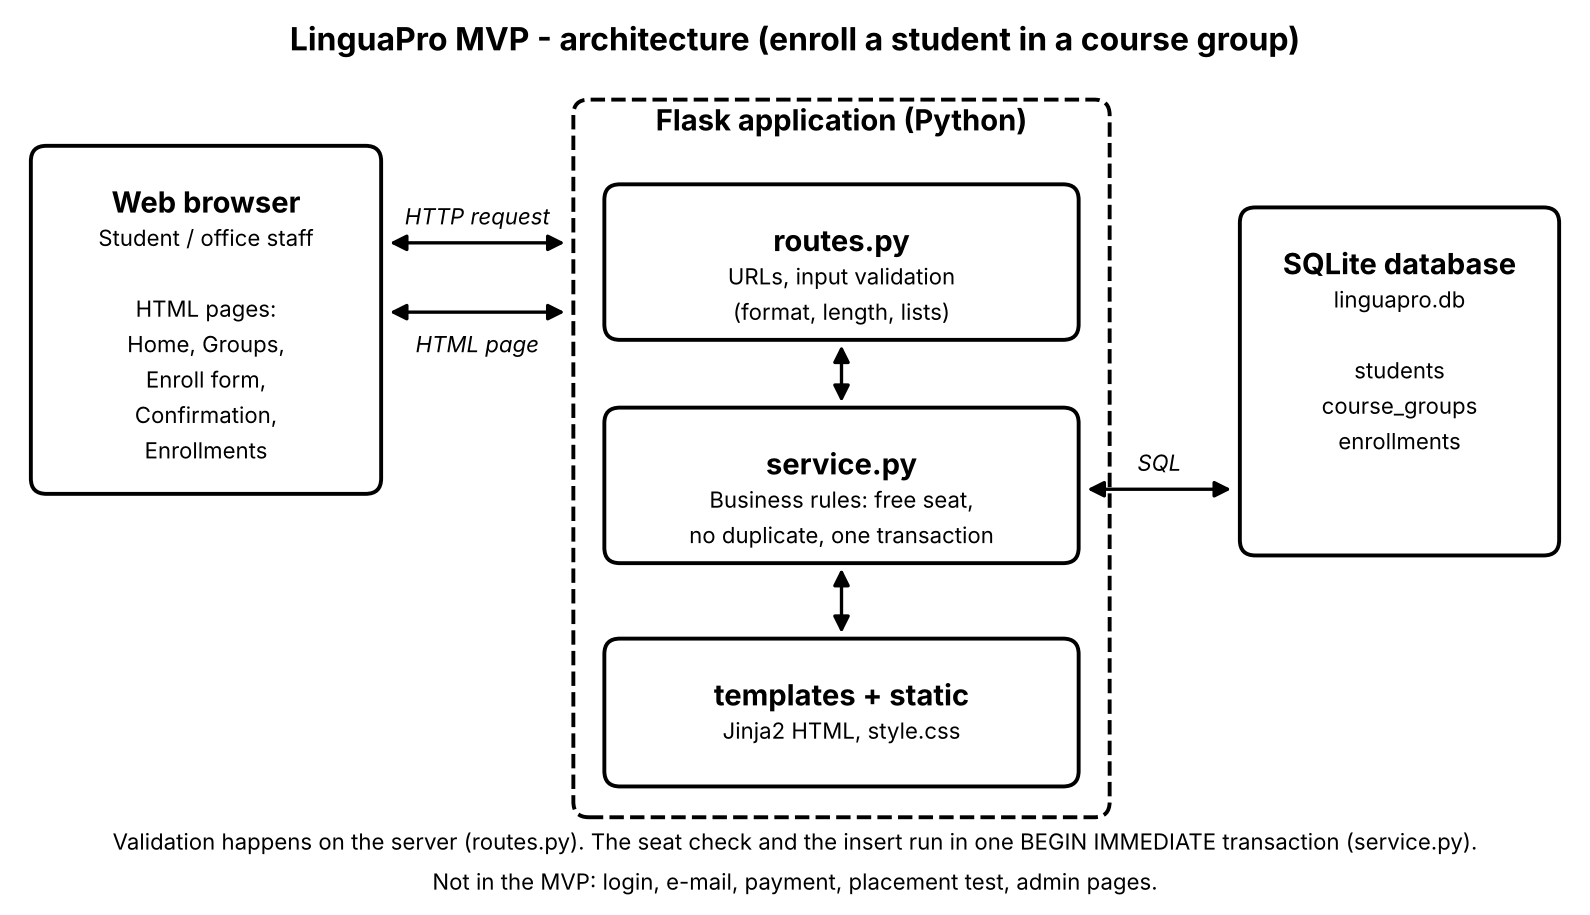 LinguaPro MVP - architecture (enroll a student in a course group)
Web browser
Student / office staff
HTML pages:
Home, Groups,
Enroll form,
Confirmation,
Enrollments
HTTP request
HTML page
Flask application (Python)
routes.py
URLs, input validation
(format, length, lists)
service.py
Business rules: free seat,
no duplicate, one transaction
templates + static
Jinja2 HTML, style.css
SQL
SQLite database
linguapro.db
students
course_groups
enrollments
Validation happens on the server (routes.py). The seat check and the insert run in one BEGIN IMMEDIATE transaction (service.py).
Not in the MVP: login, e-mail, payment, placement test, admin pages.